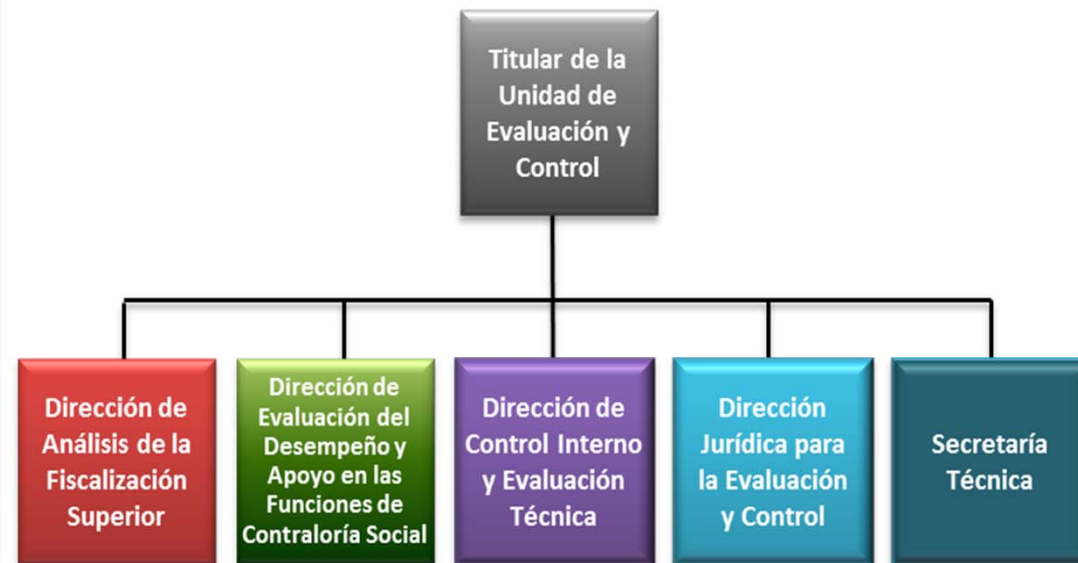 Titular de la
Unidad de
Evaluación y
Control
Dirección de
Análisis de la
Fiscalización
Superior
Dirección de
Evaluación del
Desempeño y
Apoyo en las
Funciones de
Contraloría Social
Dirección de
Control Interno
y Evaluación
Técnica
Dirección
Jurídica para
la Evaluación
y Control
Secretaría
Técnica